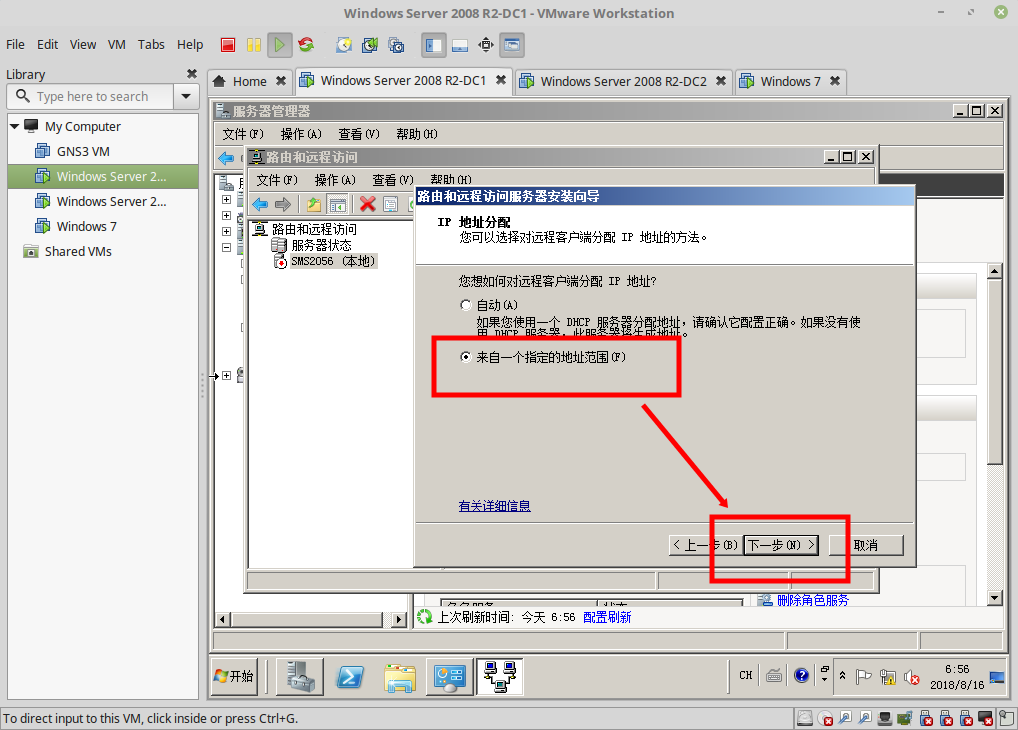 Windows Server 2008 R2-DC1 - VMware Workstation
File Edit View VM Tabs Help
Library
Type here to search
My Computer
GNS3 VM
Windows Server 2...
Windows Server 2...
Windows 7
Shared VMs
Home
Windows Server 2008 R2-DC1
Windows Server 2008 R2-DC2
Windows 7
服务器管理器
文件(F) 操作(A) 查看(V) 帮助(H)
路由和远程访问
文件(F) 操作(A) 查看(V) 帮助(H)
路由和远程访问
服务器状态
SMS2056 (本地)
路由和远程访问服务器安装向导
IP 地址分配
您可以选择对远程客户端分配 IP 地址的方法。
您想如何对远程客户端分配 IP 地址?
自动(A)
如果您使用一个 DHCP 服务器分配地址，请确认它配置正确。如果没有使
用 DHCP 服务器，此服务器将生成地址。
来自一个指定的地址范围(F)
有关详细信息
< 上一步(B) 下一步(N) > 取消
删除角色服务
上次刷新时间: 今天 6:56 配置刷新
开始
CH
6:56
2018/8/16
To direct input to this VM, click inside or press Ctrl+G.